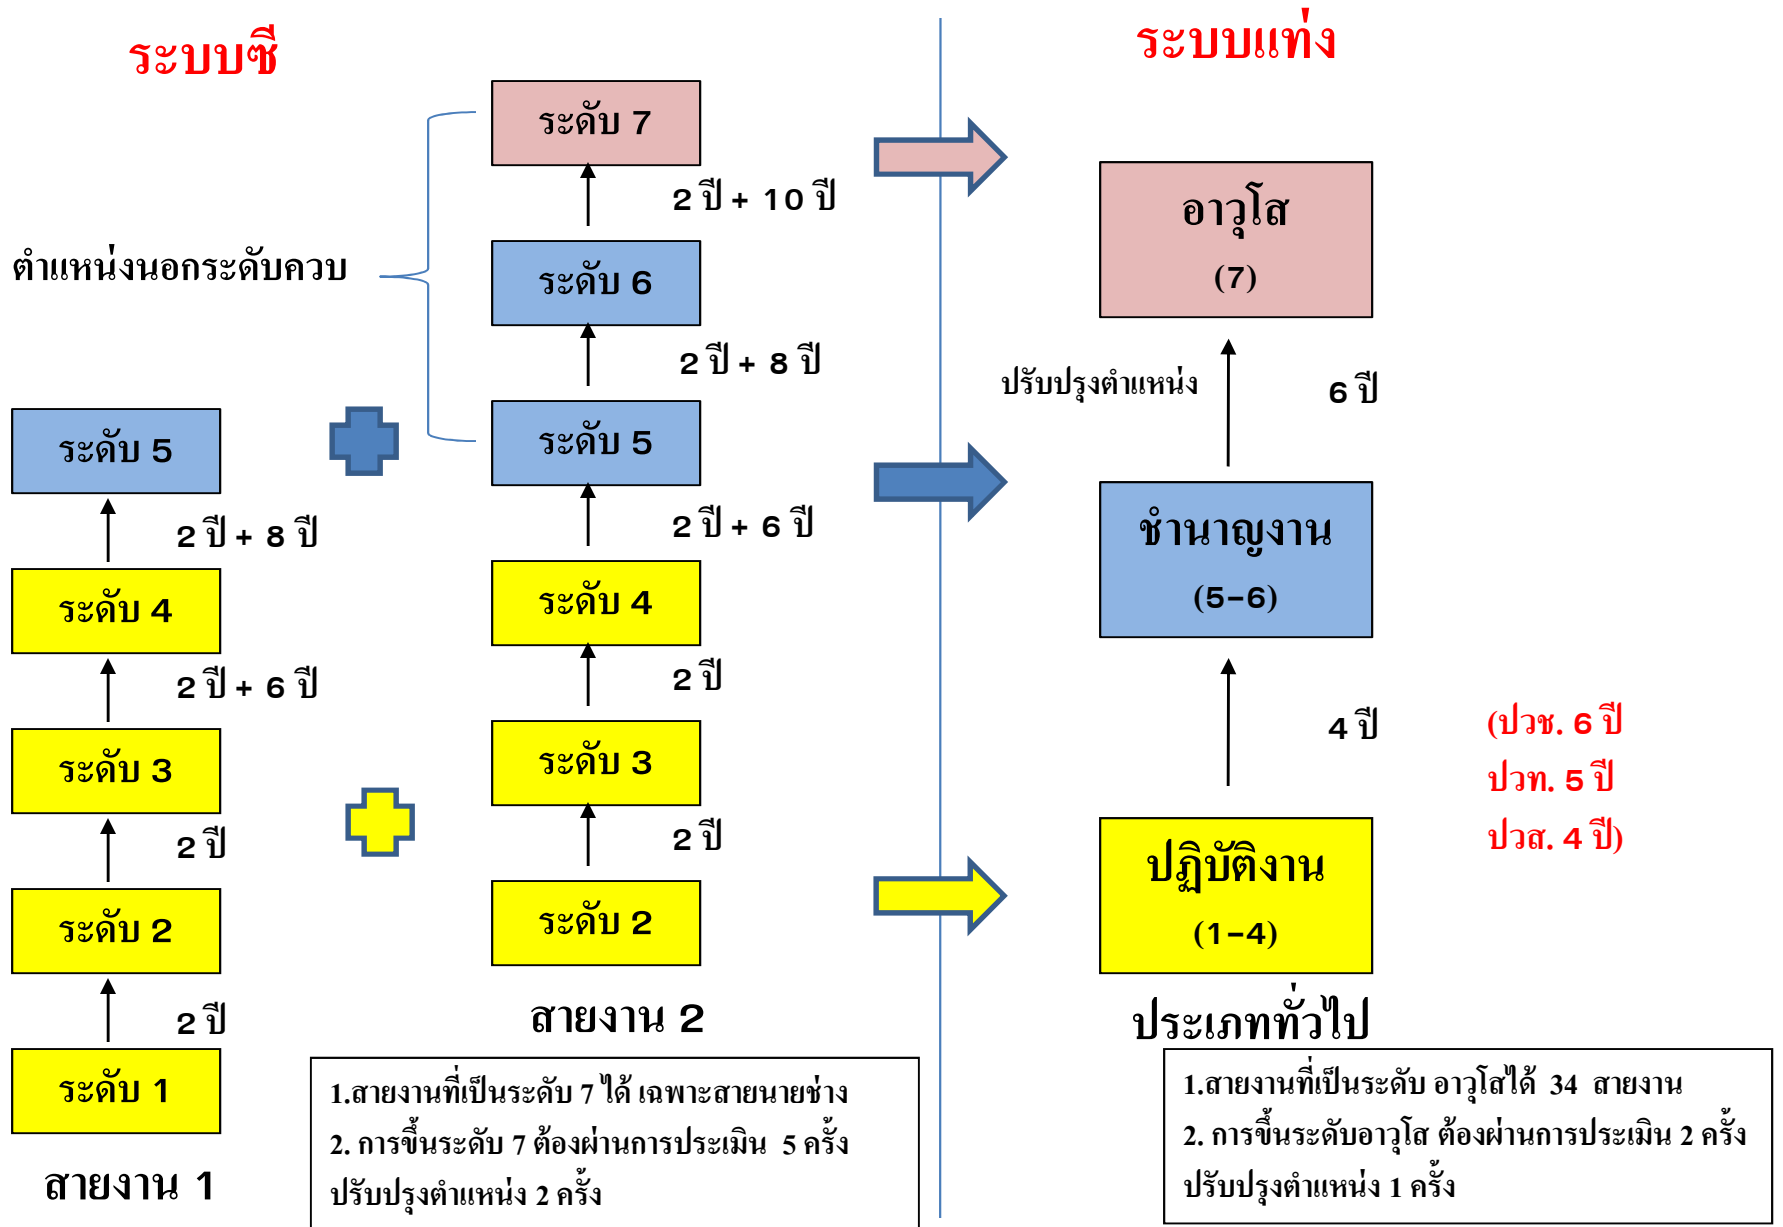 ระบบซี
ระบบแท่ง
ระดับ 7
2 ปี + 10 ปี
ตำแหน่งนอกระดับควบ
ระดับ 6
2 ปี + 8 ปี
ระดับ 5
2 ปี + 6 ปี
ระดับ 4
2 ปี
ระดับ 3
2 ปี
ระดับ 2
สายงาน 2
ระดับ 5
2 ปี + 8 ปี
ระดับ 4
2 ปี + 6 ปี
ระดับ 3
2 ปี
ระดับ 2
2 ปี
ระดับ 1
สายงาน 1
1.สายงานที่เป็นระดับ 7 ได้ เฉพาะสายนายช่าง
2. การขึ้นระดับ 7 ต้องผ่านการประเมิน 5 ครั้ง
ปรับปรุงตำแหน่ง 2 ครั้ง
อาวุโส
(7)
ปรับปรุงตำแหน่ง
6 ปี
ชำนาญงาน
(5-6)
4 ปี
(ปวช. 6 ปี
ปวท. 5 ปี
ปวส. 4 ปี)
ปฏิบัติงาน
(1-4)
ประเภททั่วไป
1.สายงานที่เป็นระดับ อาวุโสได้ 34 สายงาน
2. การขึ้นระดับอาวุโส ต้องผ่านการประเมิน 2 ครั้ง
ปรับปรุงตำแหน่ง 1 ครั้ง